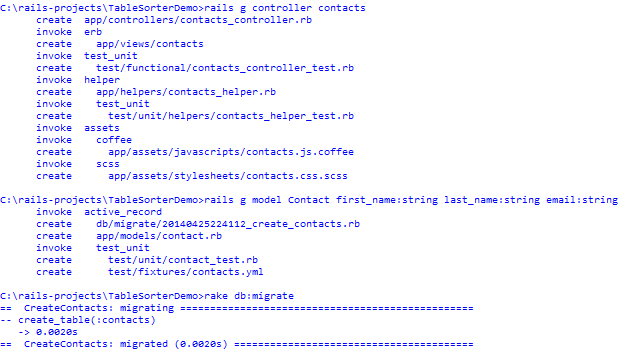 C:\rails-projects\TableSorterDemo>rails g controller contacts
      create  app/controllers/contacts_controller.rb
      invoke  erb
      create    app/views/contacts
      invoke  test_unit
      create    test/functional/contacts_controller_test.rb
      invoke  helper
      create    app/helpers/contacts_helper.rb
      invoke    test_unit
      create      test/unit/helpers/contacts_helper_test.rb
      invoke  assets
      invoke    coffee
      create      app/assets/javascripts/contacts.js.coffee
      invoke    scss
      create      app/assets/stylesheets/contacts.css.scss
C:\rails-projects\TableSorterDemo>rails g model Contact first_name:string last_name:string email:string
      invoke  active_record
      create    db/migrate/20140425224112_create_contacts.rb
      create    app/models/contact.rb
      invoke    test_unit
      create      test/unit/contact_test.rb
      create      test/fixtures/contacts.yml
C:\rails-projects\TableSorterDemo>rake db:migrate
==  CreateContacts: migrating =================================================
-- create_table(:contacts)
   -> 0.0020s
==  CreateContacts: migrated (0.0020s) ========================================